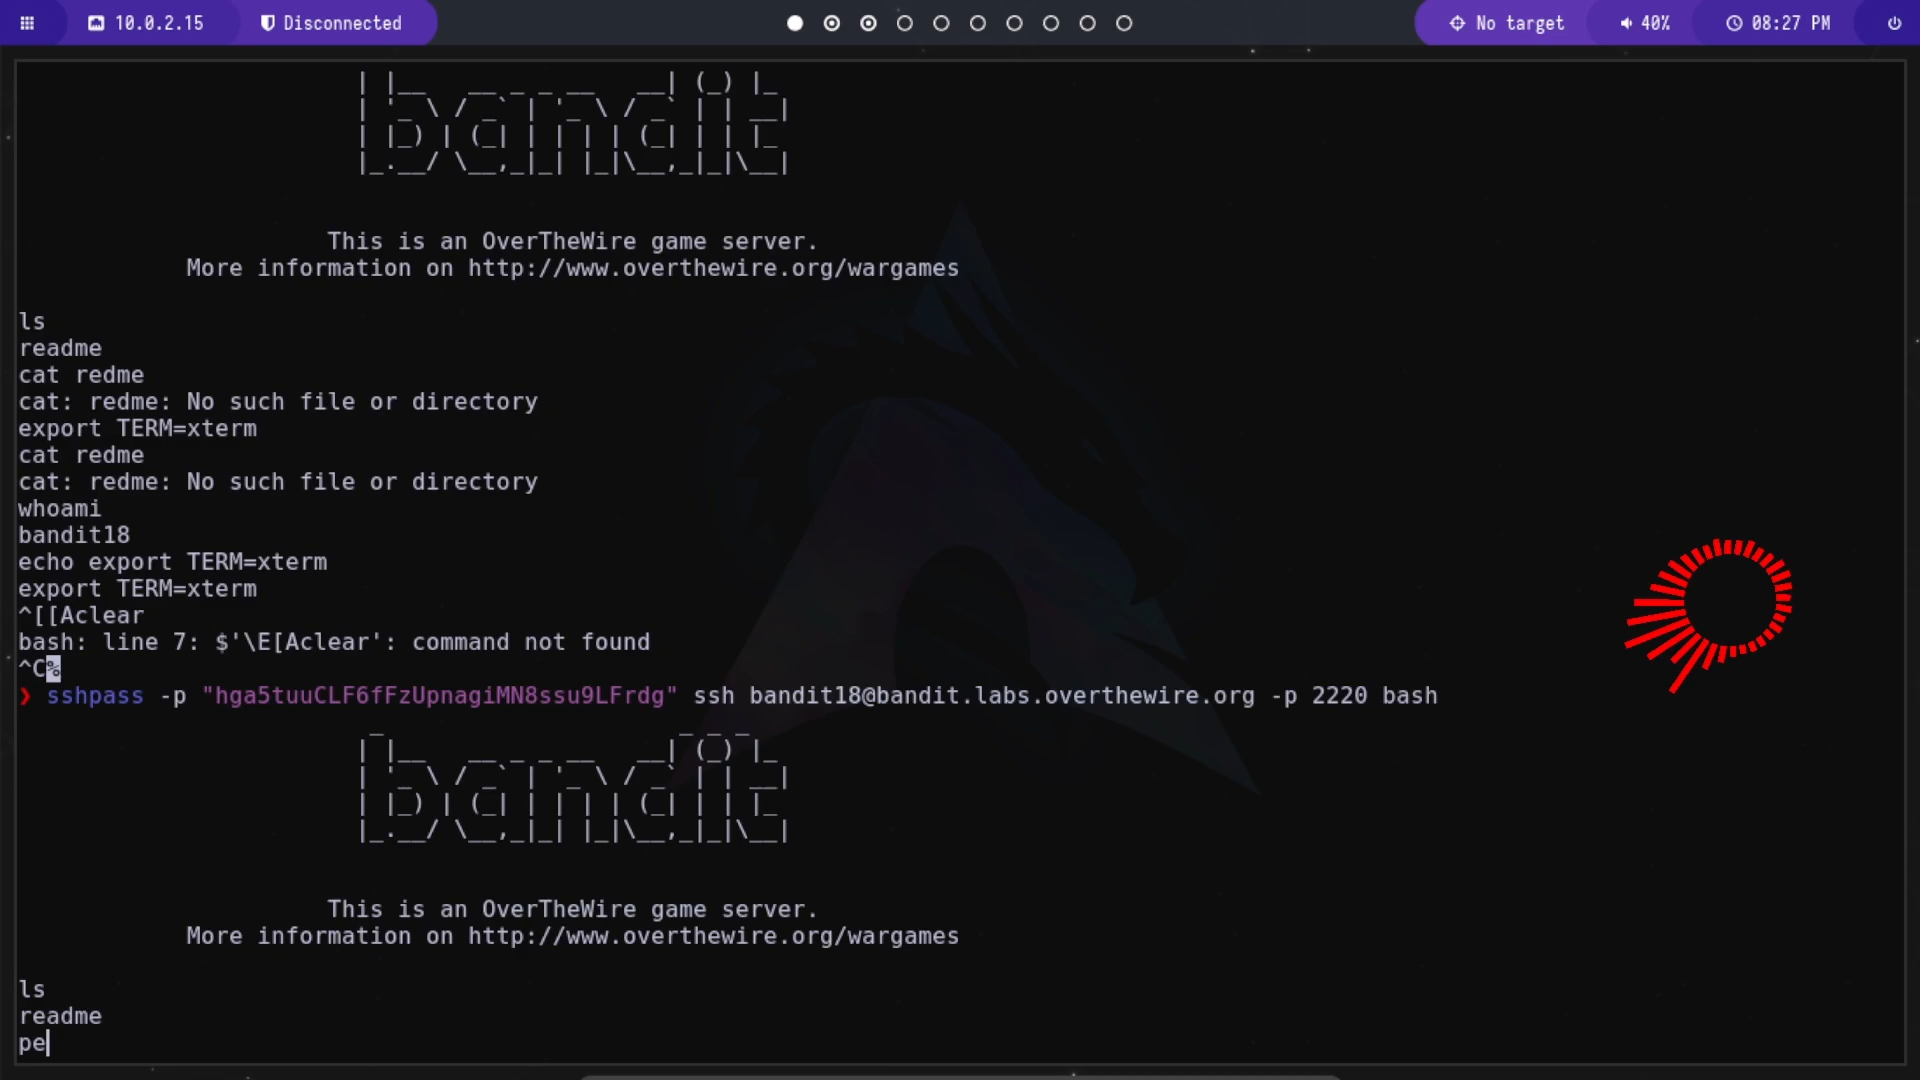 10.0.2.15 Disconnected No target 40% 08:27 PM
bandit
This is an OverTheWire game server.
More information on http://www.overthewire.org/wargames
ls
readme
cat redme
cat: redme: No such file or directory
export TERM=xterm
cat redme
cat: redme: No such file or directory
whoami
bandit18
echo export TERM=xterm
export TERM=xterm
^[[Aclear
bash: line 7: $'\E[Aclear': command not found
^C%
❯ sshpass -p "hga5tuuCLF6fFzUpnagiMN8ssu9LFrdg" ssh bandit18@bandit.labs.overthewire.org -p 2220 bash
bandit
This is an OverTheWire game server.
More information on http://www.overthewire.org/wargames
ls
readme
pe